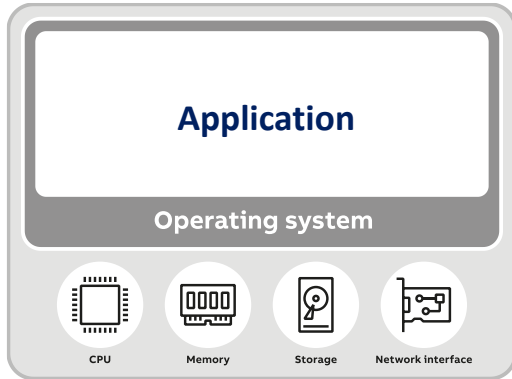 Application
Operating system
CPU Memory Storage Network interface